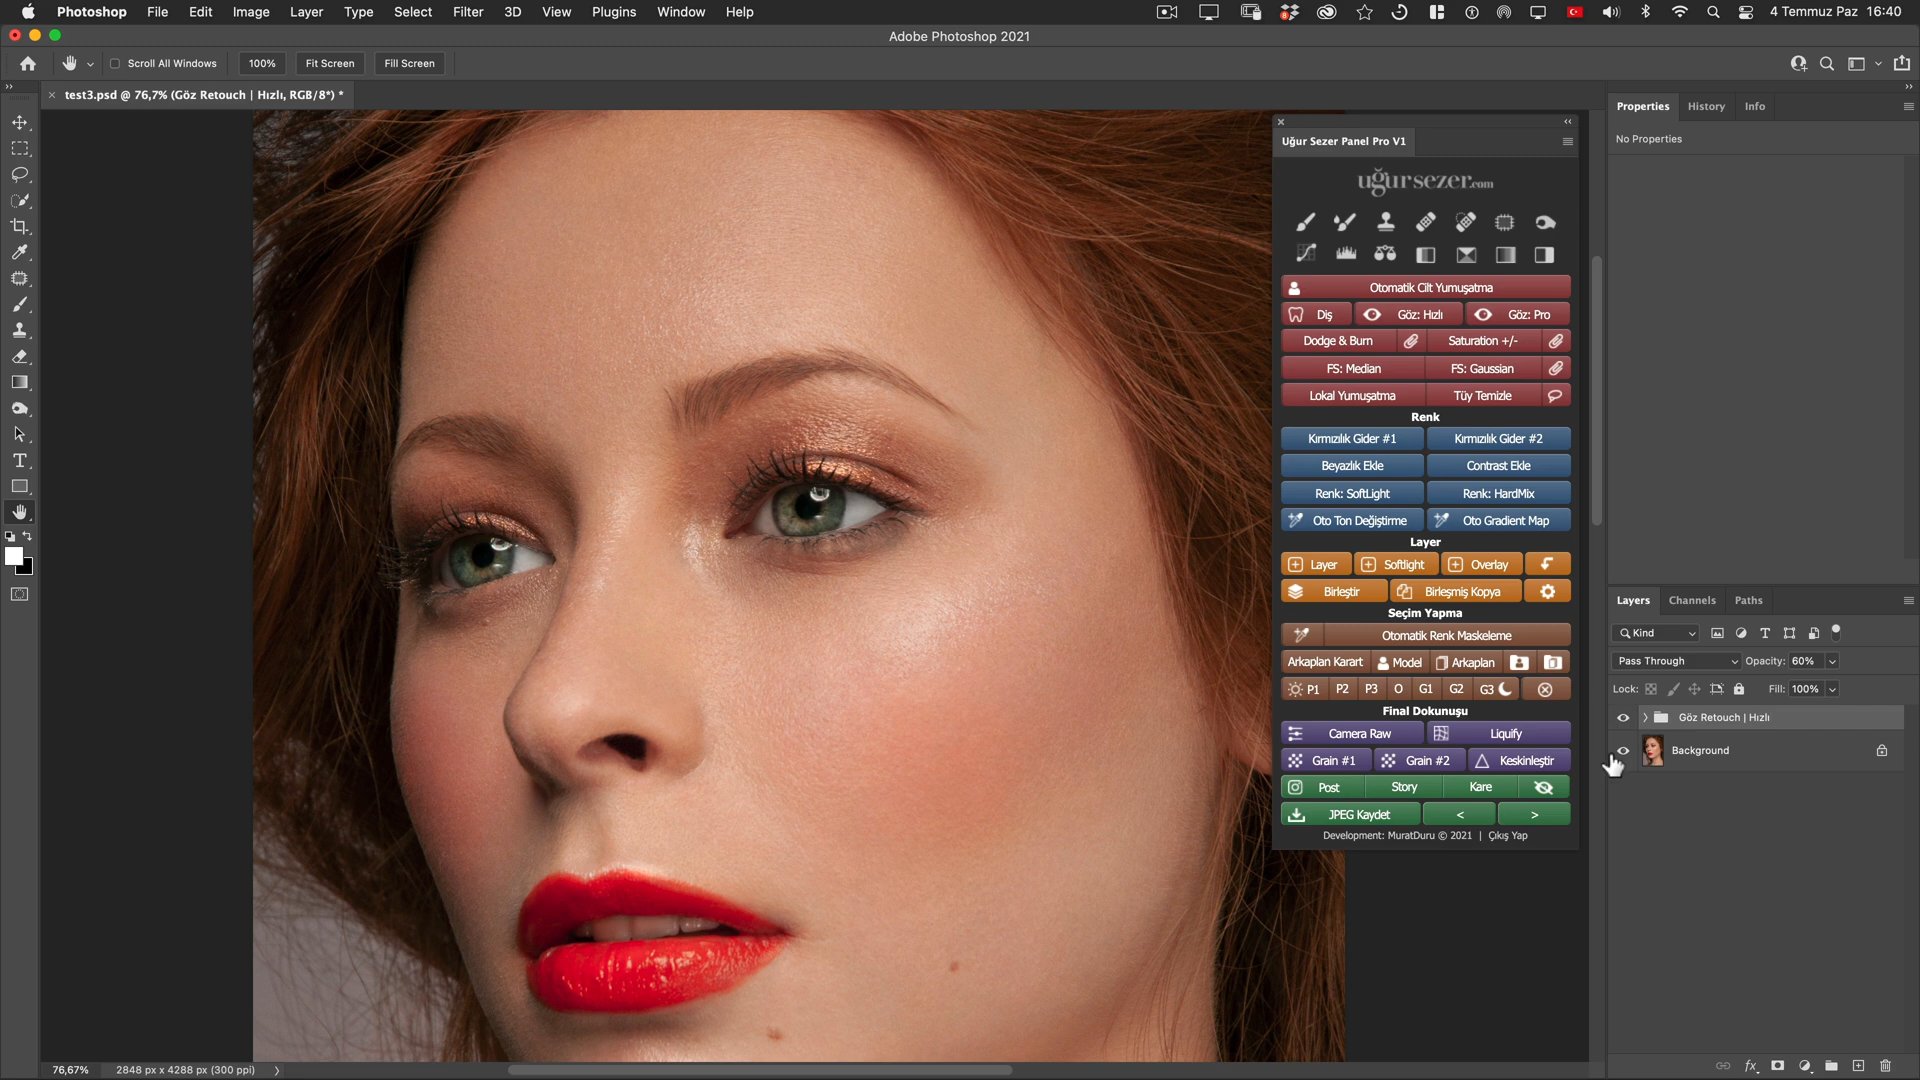 Photoshop File Edit Image Layer Type Select Filter 3D View Plugins Window Help 4 Temmuz Paz 16:40
Adobe Photoshop 2021
Scroll All Windows 100% Fit Screen Fill Screen
test3.psd @ 76,7% (Göz Retouch | Hızlı, RGB/8*) *
Uğur Sezer Panel Pro V1
uğursezer.com
Otomatik Cilt Yumuşatma
Diş Göz: Hızlı Göz: Pro
Dodge & Burn Saturation +/-
FS: Median FS: Gaussian
Lokal Yumuşatma Tüy Temizle
Renk
Kırmızılık Gider #1 Kırmızılık Gider #2
Beyazlık Ekle Contrast Ekle
Renk: SoftLight Renk: HardMix
Oto Ton Değiştirme Oto Gradient Map
Layer
Layer Softlight Overlay
Birleştir Birleşmiş Kopya
Seçim Yapma
Otomatik Renk Maskeleme
Arkaplan Karart Model Arkaplan
P1 P2 P3 O G1 G2 G3
Final Dokunuşu
Camera Raw Liquify
Grain #1 Grain #2 Keskinleştir
Post Story Kare
JPEG Kaydet < >
Development: MuratDuru © 2021 | Çıkış Yap
Properties History Info
No Properties
Layers Channels Paths
Kind
Pass Through Opacity: 60%
Lock: Fill: 100%
Göz Retouch | Hızlı
Background
76,67% 2848 px x 4288 px (300 ppi)